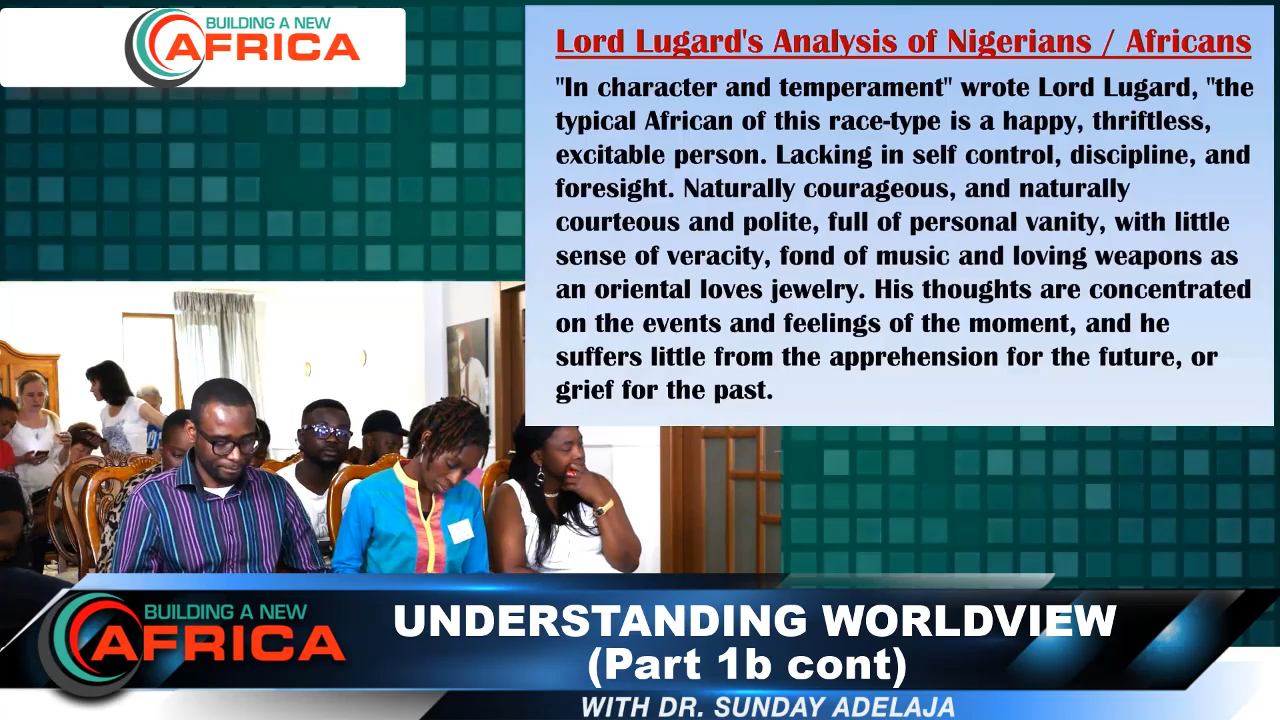 BUILDING A NEW
AFRICA
Lord Lugard's Analysis of Nigerians / Africans
"In character and temperament" wrote Lord Lugard, "the
typical African of this race-type is a happy, thriftless,
excitable person. Lacking in self control, discipline, and
foresight. Naturally courageous, and naturally
courteous and polite, full of personal vanity, with little
sense of veracity, fond of music and loving weapons as
an oriental loves jewelry. His thoughts are concentrated
on the events and feelings of the moment, and he
suffers little from the apprehension for the future, or
grief for the past.
BUILDING A NEW
AFRICA
UNDERSTANDING WORLDVIEW
(Part 1b cont)
WITH DR. SUNDAY ADELAJA